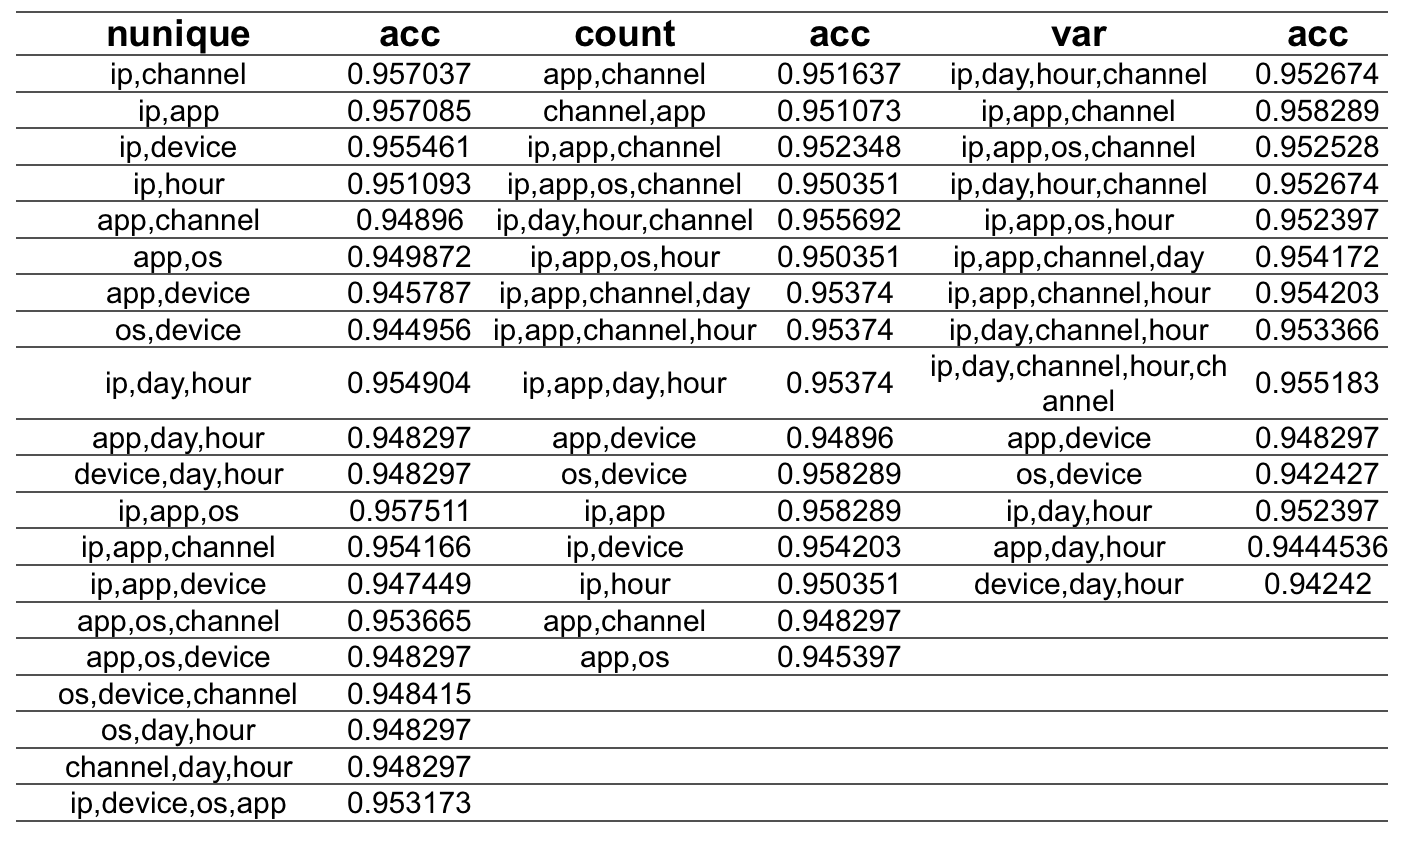 nunique acc count acc var acc
ip,channel 0.957037 app,channel 0.951637 ip,day,hour,channel 0.952674
ip,app 0.957085 channel,app 0.951073 ip,app,channel 0.958289
ip,device 0.955461 ip,app,channel 0.952348 ip,app,os,channel 0.952528
ip,hour 0.951093 ip,app,os,channel 0.950351 ip,day,hour,channel 0.952674
app,channel 0.94896 ip,day,hour,channel 0.955692 ip,app,os,hour 0.952397
app,os 0.949872 ip,app,os,hour 0.950351 ip,app,channel,day 0.954172
app,device 0.945787 ip,app,channel,day 0.95374 ip,app,channel,hour 0.954203
os,device 0.944956 ip,app,channel,hour 0.95374 ip,day,channel,hour 0.953366
ip,day,hour 0.954904 ip,app,day,hour 0.95374 ip,day,channel,hour,ch
annel 0.955183
app,day,hour 0.948297 app,device 0.94896 app,device 0.948297
device,day,hour 0.948297 os,device 0.958289 os,device 0.942427
ip,app,os 0.957511 ip,app 0.958289 ip,day,hour 0.952397
ip,app,channel 0.954166 ip,device 0.954203 app,day,hour 0.9444536
ip,app,device 0.947449 ip,hour 0.950351 device,day,hour 0.94242
app,os,channel 0.953665 app,channel 0.948297
app,os,device 0.948297 app,os 0.945397
os,device,channel 0.948415
os,day,hour 0.948297
channel,day,hour 0.948297
ip,device,os,app 0.953173